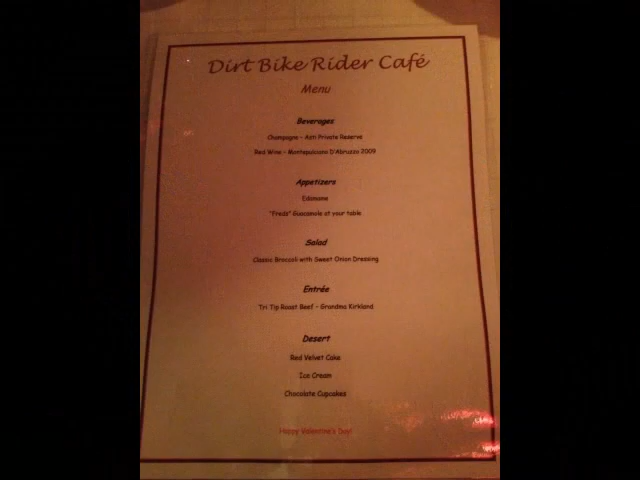 Dirt Bike Rider Café
Menu
Beverages
Champagne – Asti Private Reserve
Red Wine – Montepulciano D'Abruzzo 2009
Appetizers
Edamame
"Freds" Guacamole at your table
Salad
Classic Broccoli with Sweet Onion Dressing
Entrée
Tri Tip Roast Beef – Grandma Kirkland
Desert
Red Velvet Cake
Ice Cream
Chocolate Cupcakes
Happy Valentine's Day!